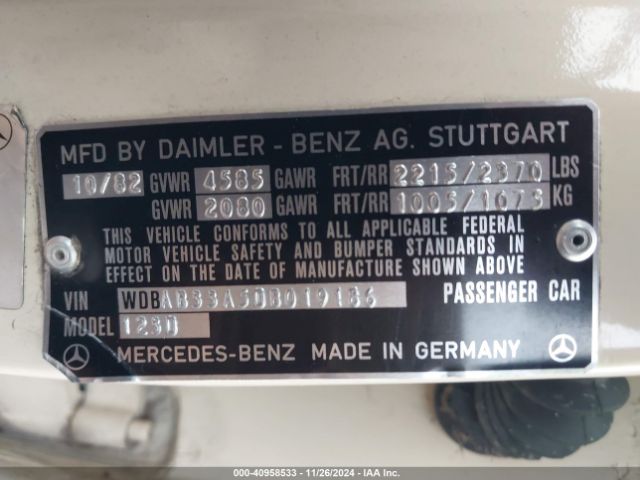 MFD BY DAIMLER - BENZ AG. STUTTGART
10/82 GVWR 4585 GAWR FRT/RR 2215/2370 LBS
GVWR 2080 GAWR FRT/RR 1005/1075 KG
THIS VEHICLE CONFORMS TO ALL APPLICABLE FEDERAL
MOTOR VEHICLE SAFETY AND BUMPER STANDARDS IN
EFFECT ON THE DATE OF MANUFACTURE SHOWN ABOVE
VIN WDBAB33A5DB019186 PASSENGER CAR
MODEL 123D
MERCEDES-BENZ MADE IN GERMANY
000-40958533 - 11/26/2024 - IAA Inc.